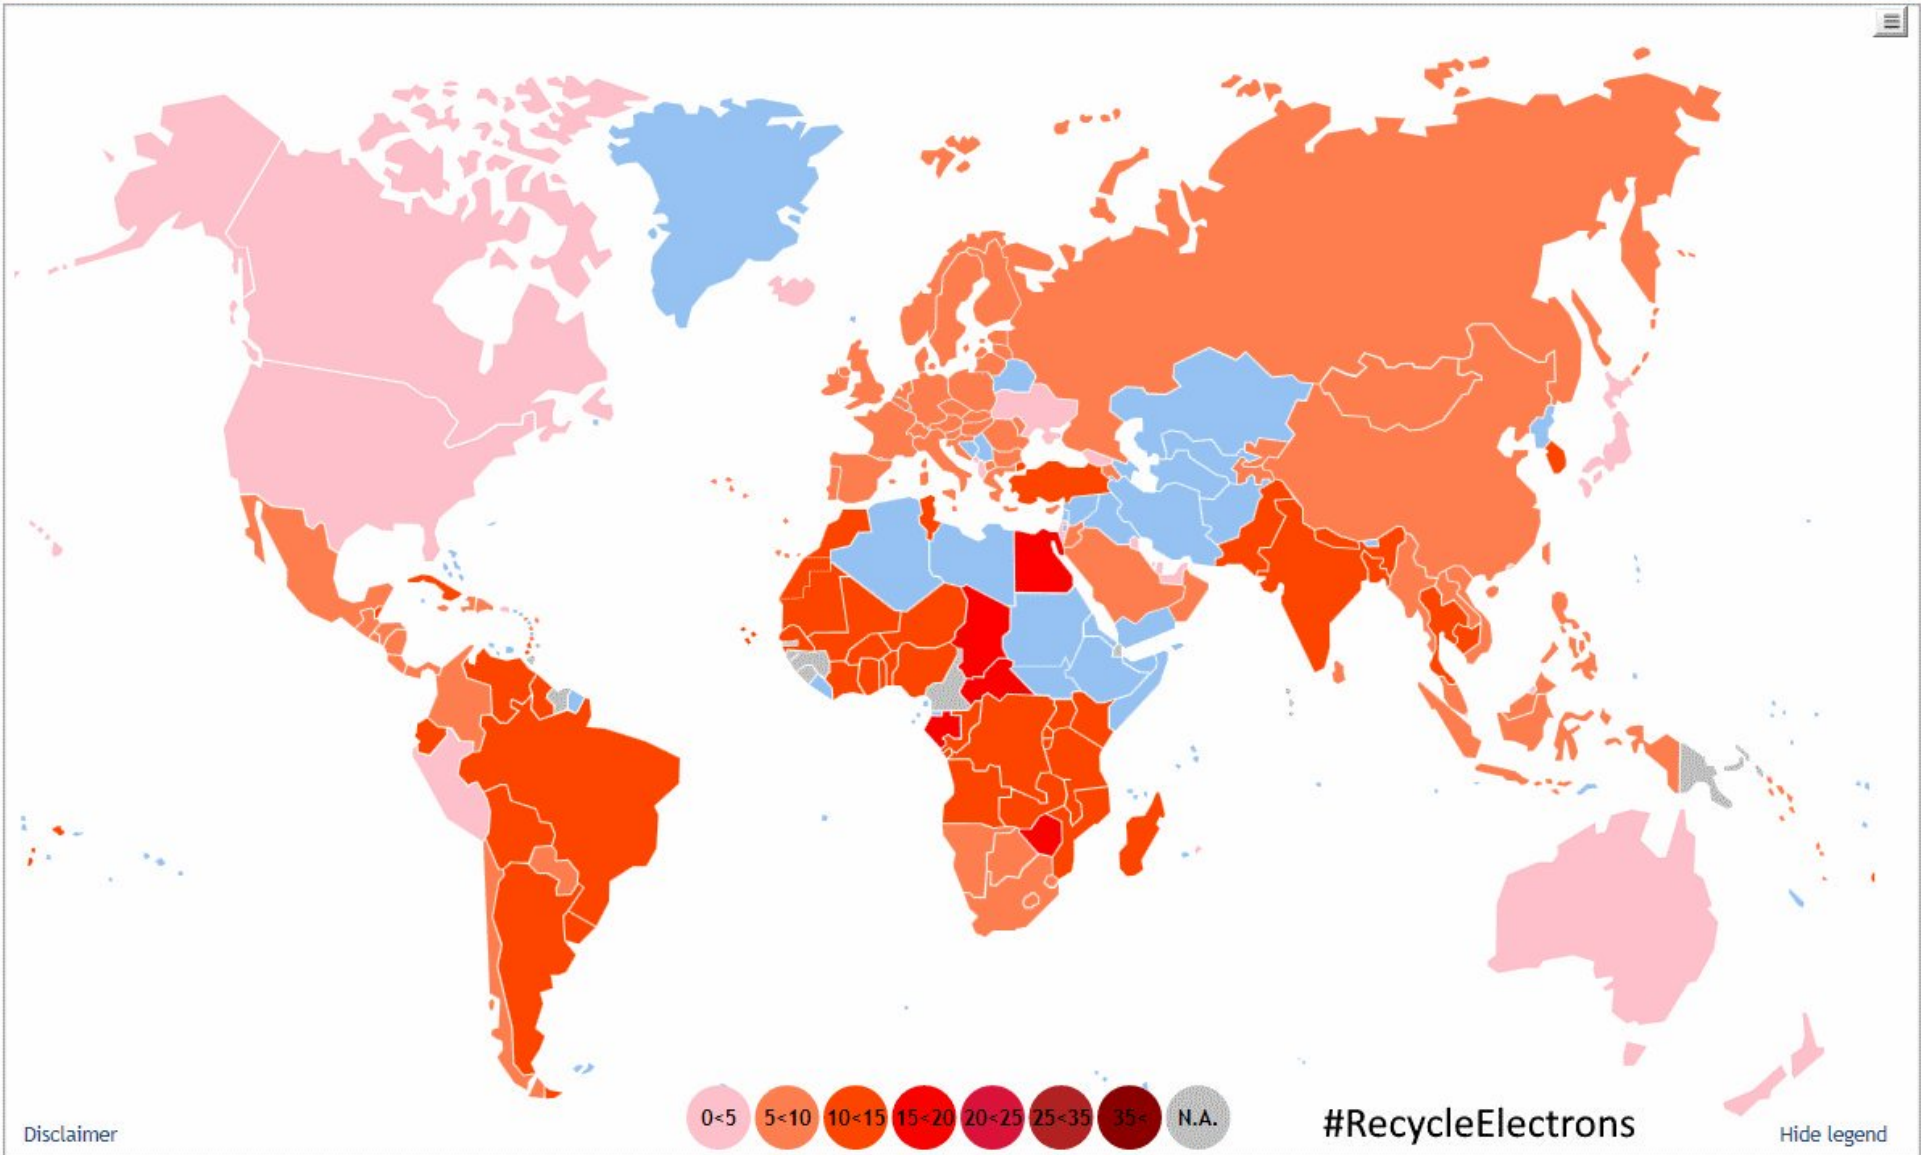 0<5 5<10 10<15 15<20 20<25 25<35 35< N.A.
#RecycleElectrons
Disclaimer
Hide legend